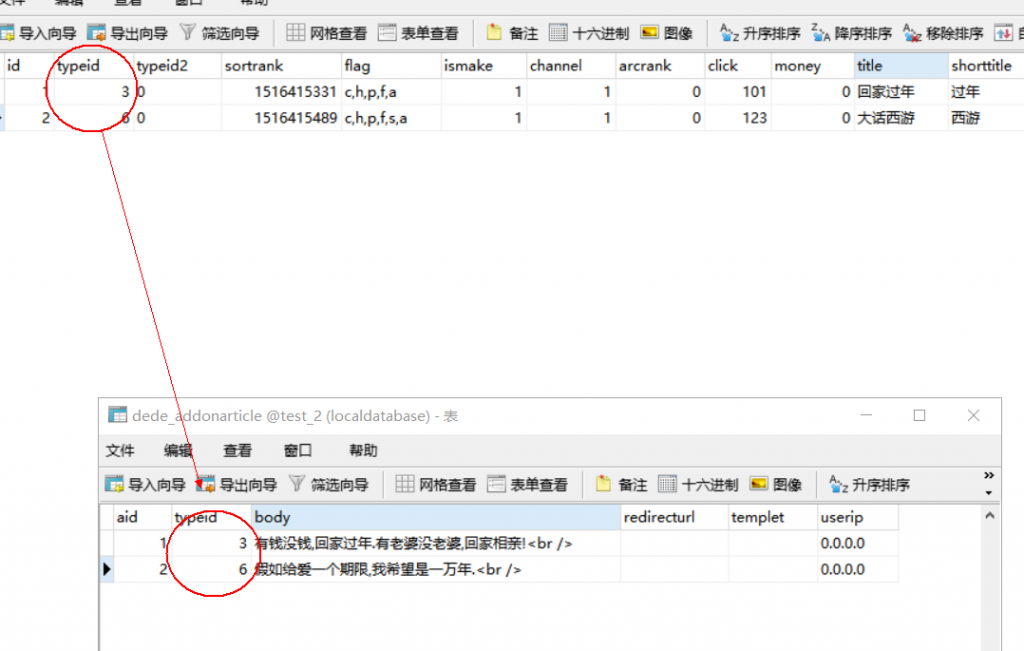 文件 编辑 查看 窗口 帮助
导入向导 导出向导 筛选向导 网格查看 表单查看 备注 十六进制 图像 升序排序 降序排序 移除排序
id typeid typeid2 sortrank flag ismake channel arcrank click money title shorttitle
1 3 0 1516415331 c,h,p,f,a 1 1 0 101 0 回家过年 过年
2 6 0 1516415489 c,h,p,f,s,a 1 1 0 123 0 大话西游 西游
dede_addonarticle @test_2 (localdatabase) - 表
文件 编辑 查看 窗口 帮助
导入向导 导出向导 筛选向导 网格查看 表单查看 备注 十六进制 图像 升序排序 »
aid typeid body redirecturl templet userip
1 3 有钱没钱,回家过年.有老婆没老婆,回家相亲!<br /> 0.0.0.0
2 6 假如给爱一个期限,我希望是一万年.<br /> 0.0.0.0